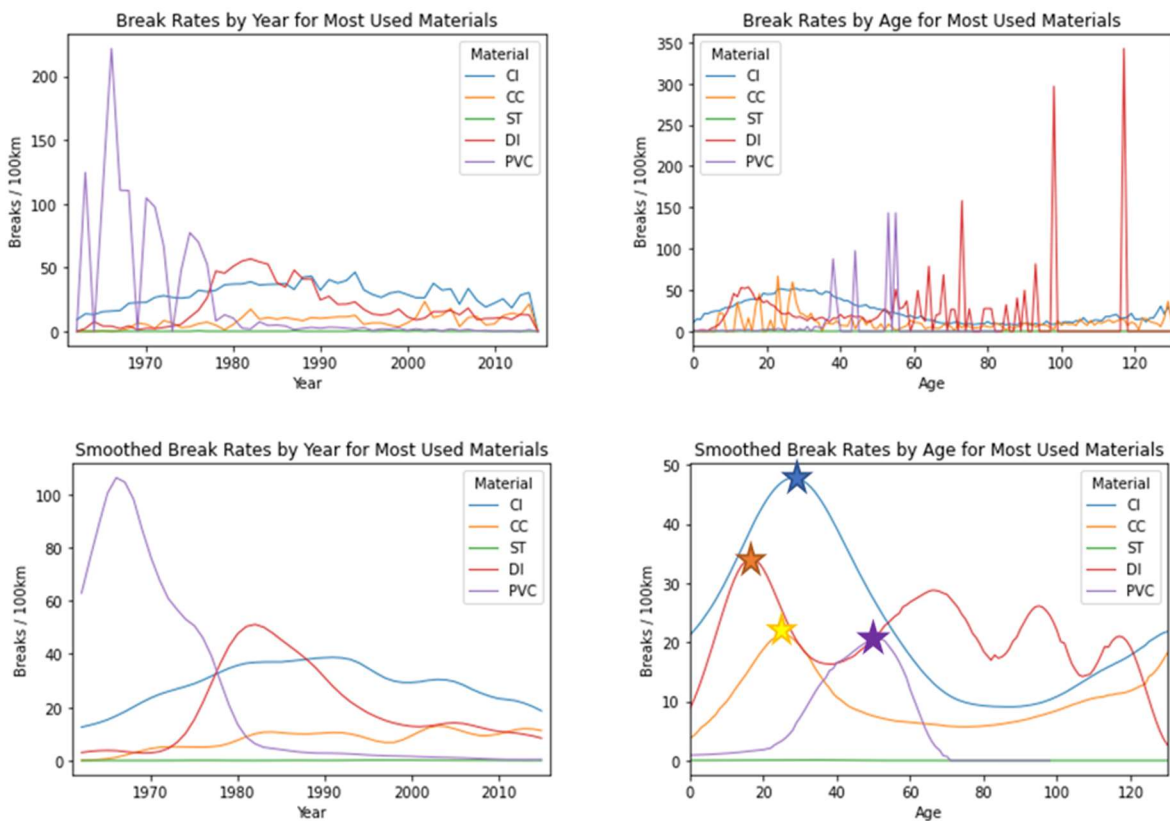 Break Rates by Year for Most Used Materials
Breaks / 100km
200
150
100
50
0
1970
1980
1990
2000
2010
Year
Material
CI
CC
ST
DI
PVC
Break Rates by Age for Most Used Materials
Breaks / 100km
350
300
250
200
150
100
50
0
0
20
40
60
80
100
120
Age
Material
CI
CC
ST
DI
PVC
Smoothed Break Rates by Year for Most Used Materials
Breaks / 100km
100
80
60
40
20
0
1970
1980
1990
2000
2010
Year
Material
CI
CC
ST
DI
PVC
Smoothed Break Rates by Age for Most Used Materials
Breaks / 100km
50
40
30
20
10
0
0
20
40
60
80
100
120
Age
Material
CI
CC
ST
DI
PVC